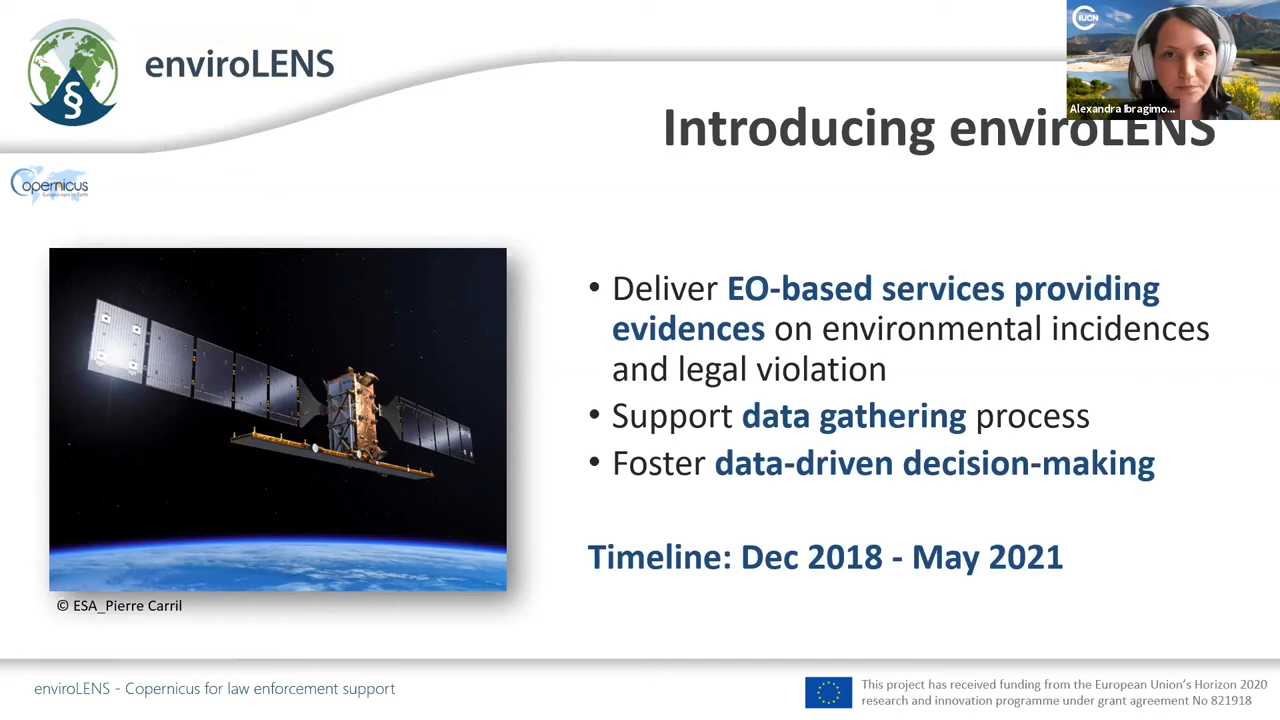 enviroLENS
§
IUCN
Alexandra Ibragimo...
Introducing enviroLENS
Copernicus
• Deliver EO-based services providing
evidences on environmental incidences
and legal violation
• Support data gathering process
• Foster data-driven decision-making
Timeline: Dec 2018 - May 2021
© ESA_Pierre Carril
enviroLENS - Copernicus for law enforcement support
This project has received funding from the European Union's Horizon 2020
research and innovation programme under grant agreement No 821918